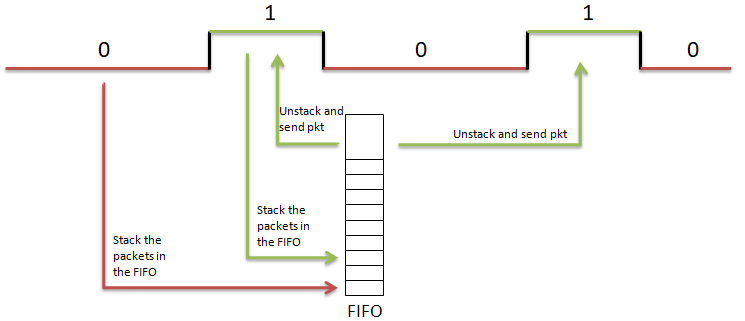 1
1
0
0
0
Unstack and
send pkt
Unstack and send pkt
Stack the
packets in
the FIFO
Stack the
packets in
the FIFO
FIFO